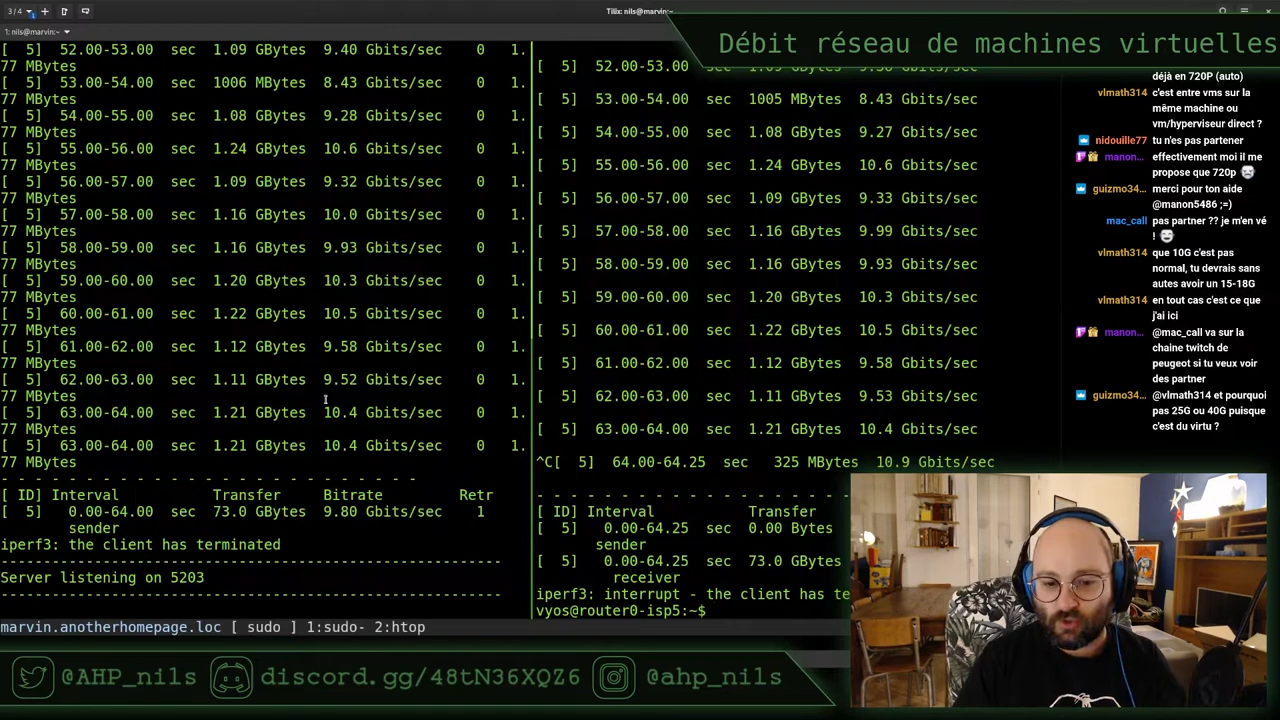 3/4
Tilix: nils@marvin:~
1: nils@marvin:~
Débit réseau de machines virtuelles
[ 5] 52.00-53.00 sec 1.09 GBytes 9.40 Gbits/sec 0 1.
77 MBytes
[ 5] 53.00-54.00 sec 1006 MBytes 8.43 Gbits/sec 0 1.
77 MBytes
[ 5] 54.00-55.00 sec 1.08 GBytes 9.28 Gbits/sec 0 1.
77 MBytes
[ 5] 55.00-56.00 sec 1.24 GBytes 10.6 Gbits/sec 0 1.
77 MBytes
[ 5] 56.00-57.00 sec 1.09 GBytes 9.32 Gbits/sec 0 1.
77 MBytes
[ 5] 57.00-58.00 sec 1.16 GBytes 10.0 Gbits/sec 0 1.
77 MBytes
[ 5] 58.00-59.00 sec 1.16 GBytes 9.93 Gbits/sec 0 1.
77 MBytes
[ 5] 59.00-60.00 sec 1.20 GBytes 10.3 Gbits/sec 0 1.
77 MBytes
[ 5] 60.00-61.00 sec 1.22 GBytes 10.5 Gbits/sec 0 1.
77 MBytes
[ 5] 61.00-62.00 sec 1.12 GBytes 9.58 Gbits/sec 0 1.
77 MBytes
[ 5] 62.00-63.00 sec 1.11 GBytes 9.52 Gbits/sec 0 1.
77 MBytes
[ 5] 63.00-64.00 sec 1.21 GBytes 10.4 Gbits/sec 0 1.
77 MBytes
[ 5] 63.00-64.00 sec 1.21 GBytes 10.4 Gbits/sec 0 1.
77 MBytes
- - - - - - - - - - - - - - - - - - - - - - - - -
[ ID] Interval Transfer Bitrate Retr
[ 5] 0.00-64.00 sec 73.0 GBytes 9.80 Gbits/sec 1
sender
iperf3: the client has terminated
-----------------------------------------------------------
Server listening on 5203
-----------------------------------------------------------
[ 5] 52.00-53.00 sec
[ 5] 53.00-54.00 sec 1005 MBytes 8.43 Gbits/sec
[ 5] 54.00-55.00 sec 1.08 GBytes 9.27 Gbits/sec
[ 5] 55.00-56.00 sec 1.24 GBytes 10.6 Gbits/sec
[ 5] 56.00-57.00 sec 1.09 GBytes 9.33 Gbits/sec
[ 5] 57.00-58.00 sec 1.16 GBytes 9.99 Gbits/sec
[ 5] 58.00-59.00 sec 1.16 GBytes 9.93 Gbits/sec
[ 5] 59.00-60.00 sec 1.20 GBytes 10.3 Gbits/sec
[ 5] 60.00-61.00 sec 1.22 GBytes 10.5 Gbits/sec
[ 5] 61.00-62.00 sec 1.12 GBytes 9.58 Gbits/sec
[ 5] 62.00-63.00 sec 1.11 GBytes 9.53 Gbits/sec
[ 5] 63.00-64.00 sec 1.21 GBytes 10.4 Gbits/sec
^C[ 5] 64.00-64.25 sec 325 MBytes 10.9 Gbits/sec
- - - - - - - - - - - - - - - - -
[ ID] Interval Transfer
[ 5] 0.00-64.25 sec 0.00 Bytes
sender
[ 5] 0.00-64.25 sec 73.0 G
receiver
iperf3: interrupt - the client has te
vyos@router0-isp5:~$
marvin.anotherhomepage.loc [ sudo ] 1:sudo- 2:htop
déjà en 720P (auto)
vlmath314 c'est entre vms sur la
même machine ou
vm/hyperviseur direct ?
nidouille77 tu n'es pas partener
manon... effectivement moi il me
propose que 720p
guizmo34... merci pour ton aide
@manon5486 ;=)
mac_call pas partner ?? je m'en vé
!
vlmath314 que 10G c'est pas
normal, tu devrais sans
autes avoir un 15-18G
vlmath314 en tout cas c'est ce que
j'ai ici
manon... @mac_call va sur la
chaine twitch de
peugeot si tu veux voir
des partner
guizmo34... @vlmath314 et pourquoi
pas 25G ou 40G puisque
c'est du virtu ?
@AHP_nils discord.gg/48tN36XQZ6 @ahp_nils